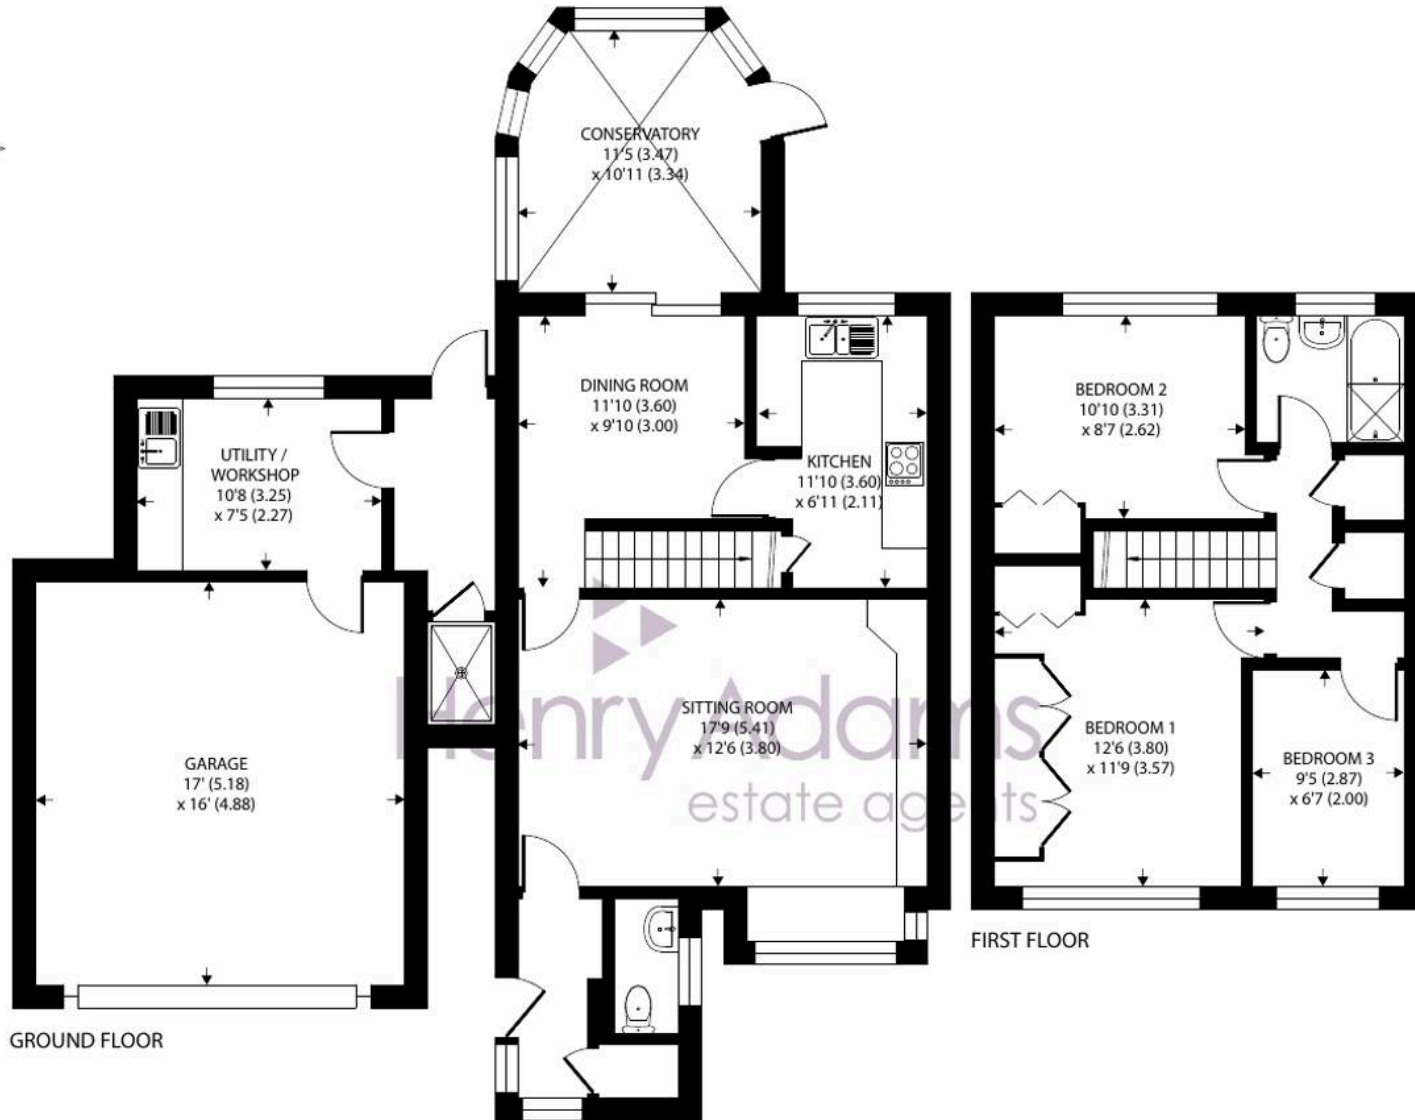 CONSERVATORY
11'5 (3.47)
x 10'11 (3.34)
DINING ROOM
11'10 (3.60)
x 9'10 (3.00)
KITCHEN
11'10 (3.60)
x 6'11 (2.11)
UTILITY /
WORKSHOP
10'8 (3.25)
x 7'5 (2.27)
SITTING ROOM
17'9 (5.41)
x 12'6 (3.80)
GARAGE
17' (5.18)
x 16' (4.88)
GROUND FLOOR
BEDROOM 2
10'10 (3.31)
x 8'7 (2.62)
BEDROOM 1
12'6 (3.80)
x 11'9 (3.57)
BEDROOM 3
9'5 (2.87)
x 6'7 (2.00)
FIRST FLOOR
Henry Adams
estate agents